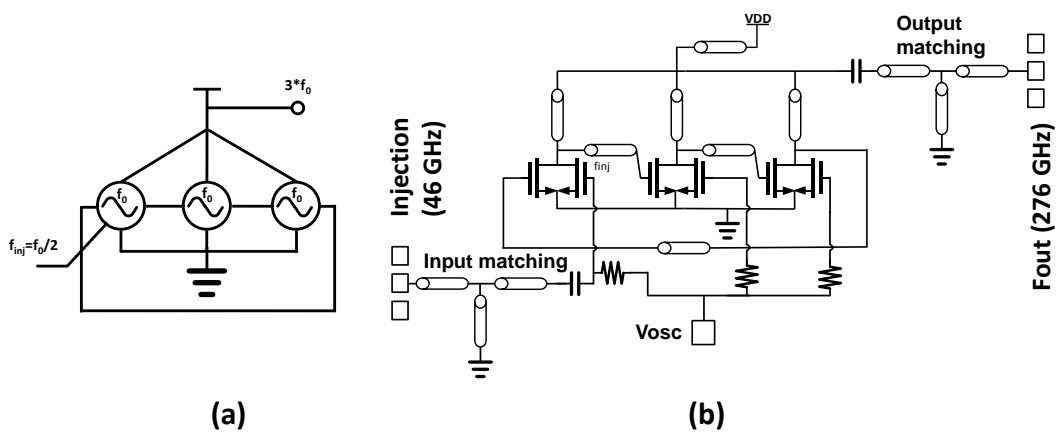 3*f0
f0
f0
f0
finj=f0/2
(a)
VDD
Output
matching
Injection
(46 GHz)
finj
Fout (276 GHz)
Input matching
Vosc
(b)